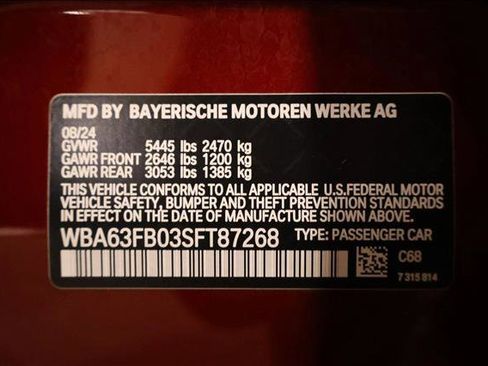 MFD BY BAYERISCHE MOTOREN WERKE AG
08/24
GVWR 5445 lbs 2470 kg
GAWR FRONT 2646 lbs 1200 kg
GAWR REAR 3053 lbs 1385 kg
THIS VEHICLE CONFORMS TO ALL APPLICABLE U.S.FEDERAL MOTOR
VEHICLE SAFETY, BUMPER AND THEFT PREVENTION STANDARDS
IN EFFECT ON THE DATE OF MANUFACTURE SHOWN ABOVE.
WBA63FB03SFT87268 TYPE: PASSENGER CAR
C68
7 315 814